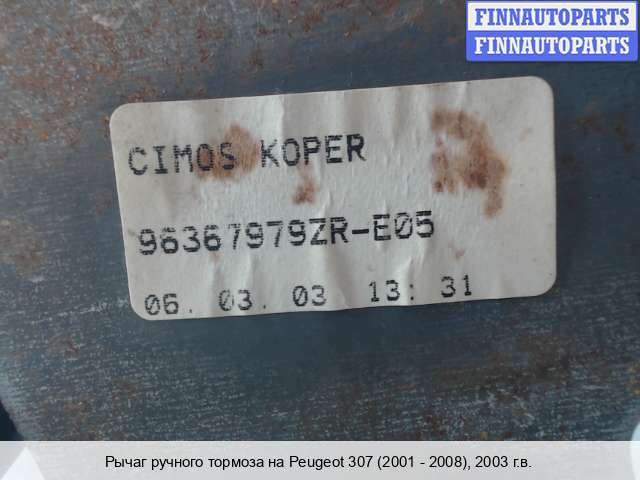 FINNAUTOPARTS
FINNAUTOPARTS
CIMOS KOPER
96367979ZR-E05
06. 03. 03 13: 31
Рычаг ручного тормоза на Peugeot 307 (2001 - 2008), 2003 г.в.